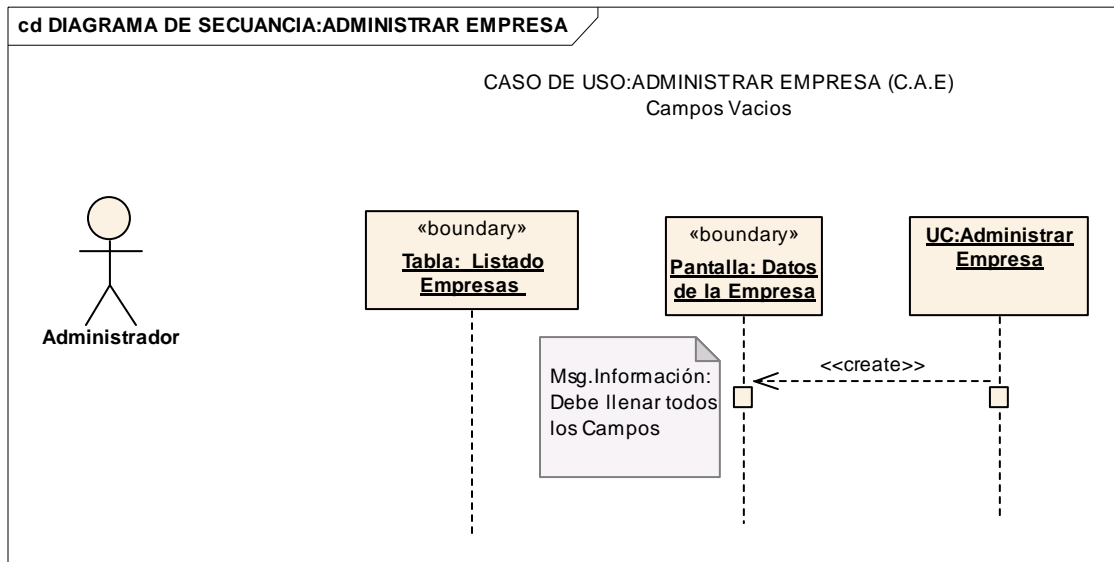 cd DIAGRAMA DE SECUANCIA:ADMINISTRAR EMPRESA
CASO DE USO:ADMINISTRAR EMPRESA (C.A.E)
Campos Vacios
Administrador
«boundary»
Tabla: Listado
Empresas
«boundary»
Pantalla: Datos
de la Empresa
UC:Administrar
Empresa
Msg.Información:
Debe llenar todos
los Campos
<<create>>